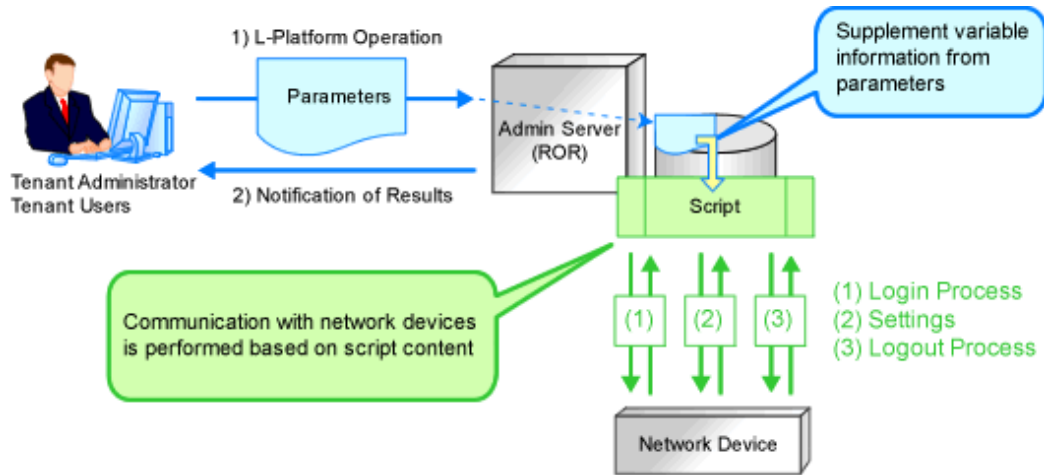 1) L-Platform Operation
Parameters
Supplement variable
information from
parameters
Admin Server
(ROR)
Tenant Administrator
Tenant Users
2) Notification of Results
Script
Communication with network devices
is performed based on script content
(1)
(2)
(3)
(1) Login Process
(2) Settings
(3) Logout Process
Network Device